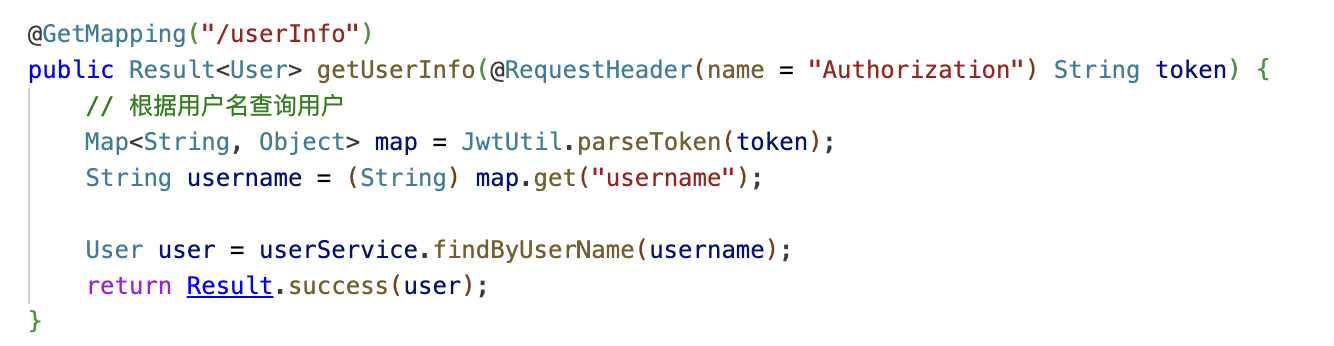 @GetMapping("/userInfo")
public Result<User> getUserInfo(@RequestHeader(name = "Authorization") String token) {
// 根据用户名查询用户
Map<String, Object> map = JwtUtil.parseToken(token);
String username = (String) map.get("username");
User user = userService.findByUserName(username);
return Result.success(user);
}